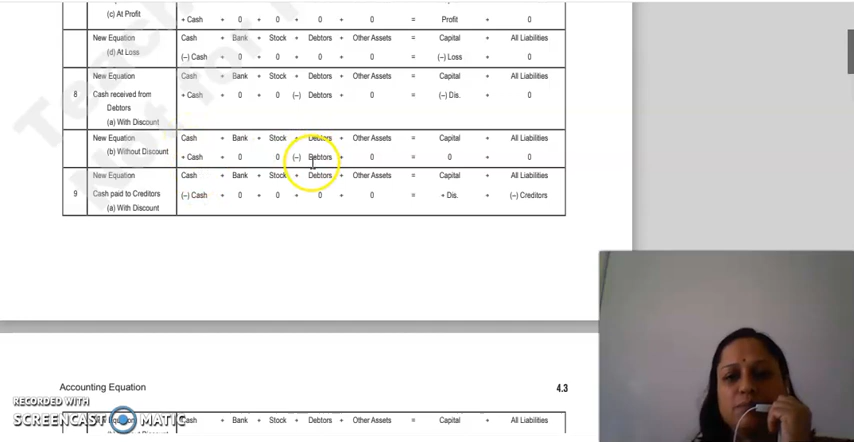 (c) At Profit + Cash + 0 + 0 + 0 + 0 = Profit + 0
New Equation Cash + Bank + Stock + Debtors + Other Assets = Capital + All Liabilities
(d) At Loss (–) Cash + 0 + 0 + 0 + 0 = (–) Loss + 0
New Equation Cash + Bank + Stock + Debtors + Other Assets = Capital + All Liabilities
8 Cash received from + Cash + 0 + 0 (–) Debtors + 0 = (–) Dis. + 0
Debtors
(a) With Discount
New Equation Cash + Bank + Stock + Debtors + Other Assets = Capital + All Liabilities
(b) Without Discount + Cash + 0 0 (–) Debtors + 0 = 0 + 0
New Equation Cash + Bank + Stock + Debtors + Other Assets = Capital + All Liabilities
9 Cash paid to Creditors (–) Cash + 0 + 0 + 0 + 0 = + Dis. (–) Creditors
(a) With Discount
Accounting Equation 4.3
RECORDED WITH
SCREENCAST MATIC
Cash + Bank + Stock + Debtors + Other Assets = Capital + All Liabilities